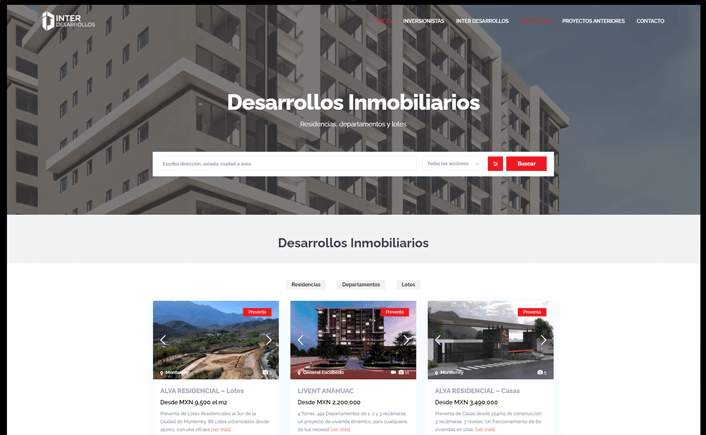 INTER
DESARROLLOS
INICIO INVERSIONISTAS INTER DESARROLLOS PROYECTOS ANTERIORES CONTACTO
Desarrollos Inmobiliarios
Residencias, departamentos y lotes
Escriba dirección, estado, ciudad o área Todas las acciones Buscar
Desarrollos Inmobiliarios
Residencias Departamentos Lotes
Preventa Preventa Preventa
Monterrey General Escobedo Monterrey 5
ALYA RESIDENCIAL – Lotes
Desde MXN 9,500 el m2
Preventa de Lotes Residenciales al Sur de la
Ciudad de Monterrey. 88 Lotes urbanizados desde
[ver más]
LIVENT ANAHUAC
Desde MXN 2,200,000
4 Torres, 492 Departamentos de 1, 2 y 3 recámaras,
un proyecto de vivienda dinámico, para cualquiera
de tus necesid [ver más]
ALYA RESIDENCIAL – Casas
Desde MXN 3,490,000
Preventa de Casas desde 214m2 de construcción,
3 recámaras, 3 niveles. Un fraccionamiento de 60
viviendas en total, [ver más]